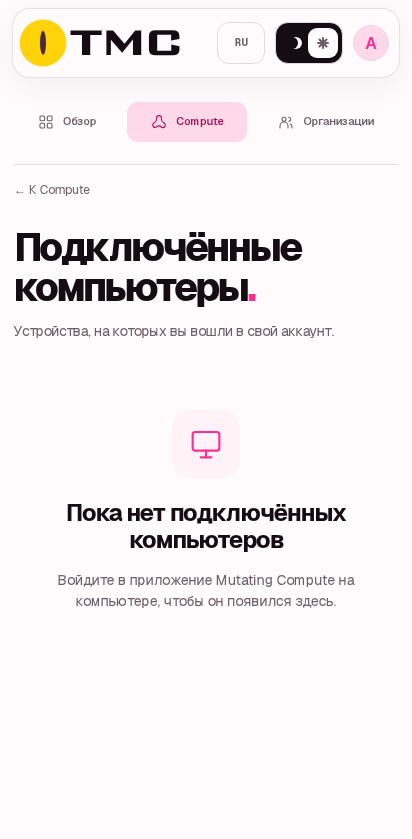 TMC
RU
A
Обзор
Compute
Организации
← К Compute
Подключённые
компьютеры.
Устройства, на которых вы вошли в свой аккаунт.
Пока нет подключённых
компьютеров
Войдите в приложение Mutating Compute на
компьютере, чтобы он появился здесь.